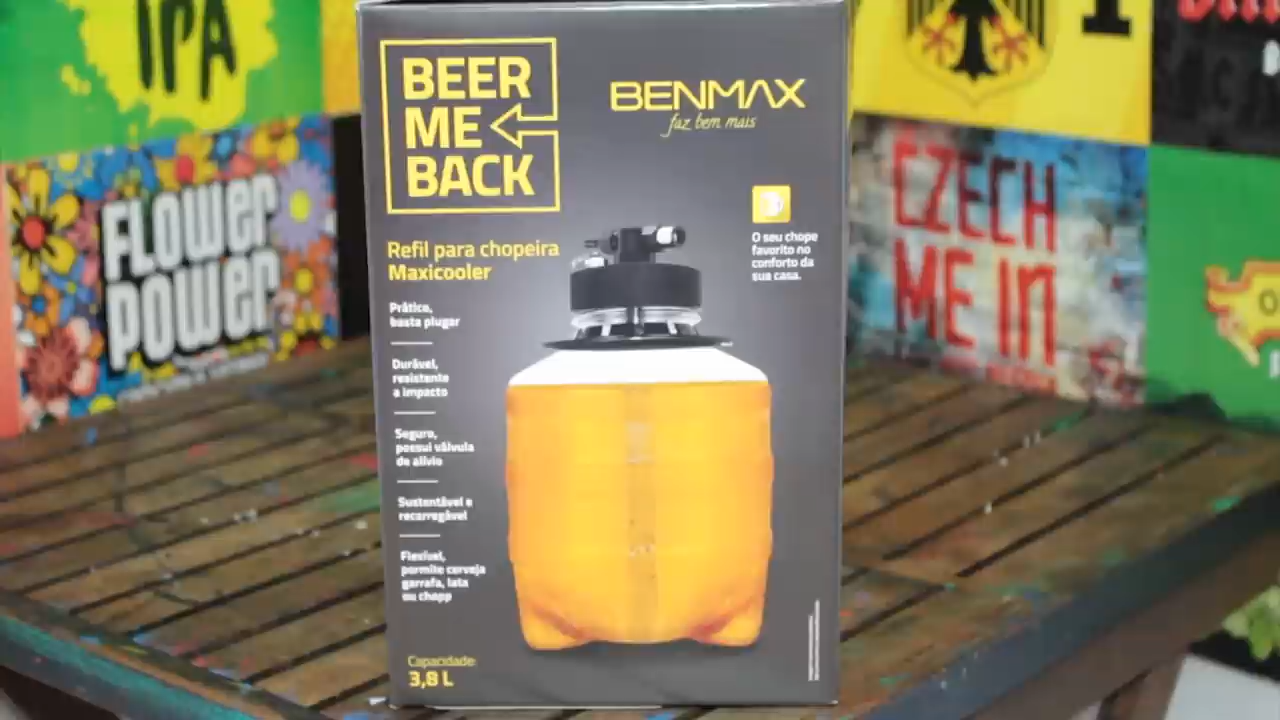 IPA
FLOWER
POWER
BEER
ME
BACK
BENMAX
faz bem mais
Refil para chopeira
Maxicooler
O seu chope
favorito no
conforto da
sua casa.
Prático,
basta plugar
Durável,
resistente
a impacto
Seguro,
possui válvula
de alívio
Sustentável e
recarregável
Flexível,
permite cerveja
garrafa, lata
ou chopp
Capacidade:
3,8 L
CZECH
ME IN